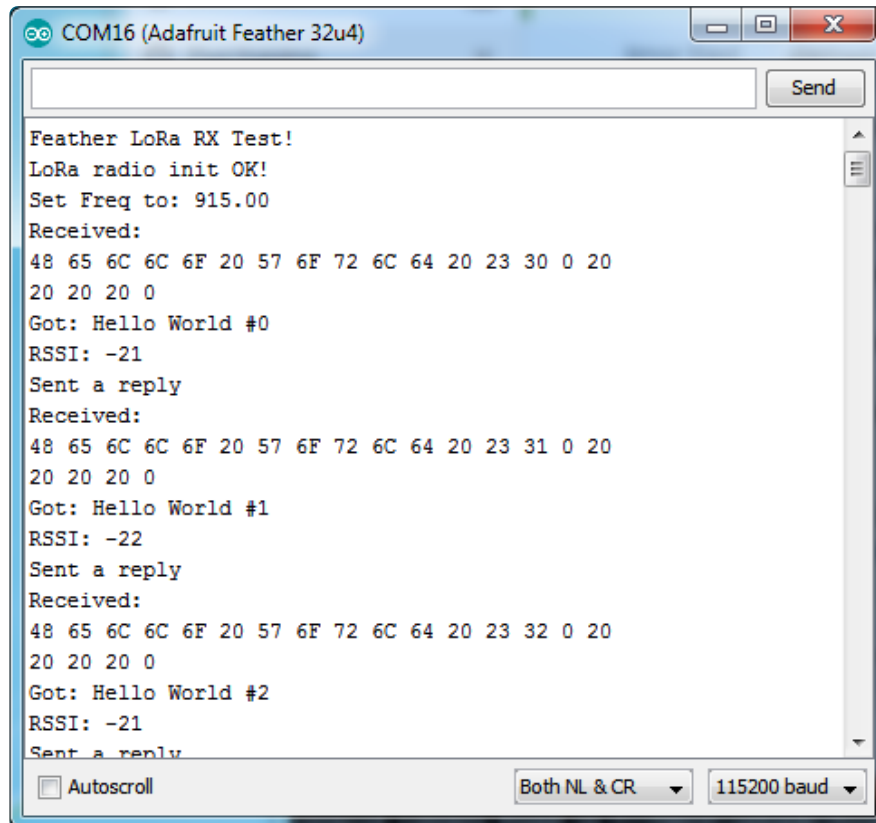 COM16 (Adafruit Feather 32u4)
Send
Feather LoRa RX Test!
LoRa radio init OK!
Set Freq to: 915.00
Received:
48 65 6C 6C 6F 20 57 6F 72 6C 64 20 23 30 0 20
20 20 20 0
Got: Hello World #0
RSSI: -21
Sent a reply
Received:
48 65 6C 6C 6F 20 57 6F 72 6C 64 20 23 31 0 20
20 20 20 0
Got: Hello World #1
RSSI: -22
Sent a reply
Received:
48 65 6C 6C 6F 20 57 6F 72 6C 64 20 23 32 0 20
20 20 20 0
Got: Hello World #2
RSSI: -21
Sent a reply
Autoscroll
Both NL & CR
115200 baud